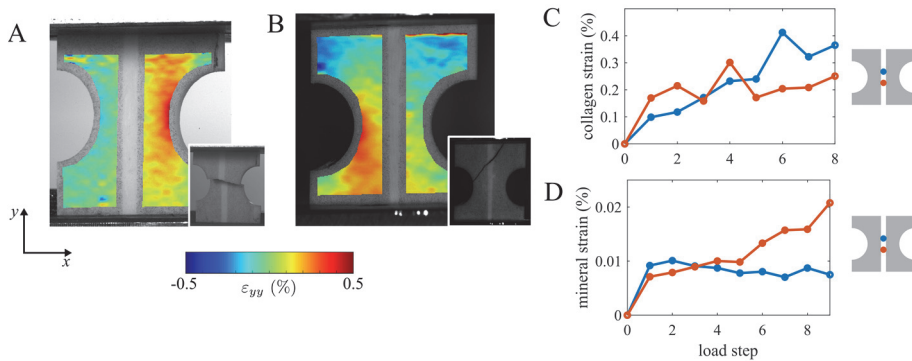 A
B
y
x
-0.5
εyy (%)
0.5
C
collagen strain (%)
0.4
0.3
0.2
0.1
0
0
2
4
6
8
D
mineral strain (%)
0.02
0.01
0
0
2
4
6
8
load step